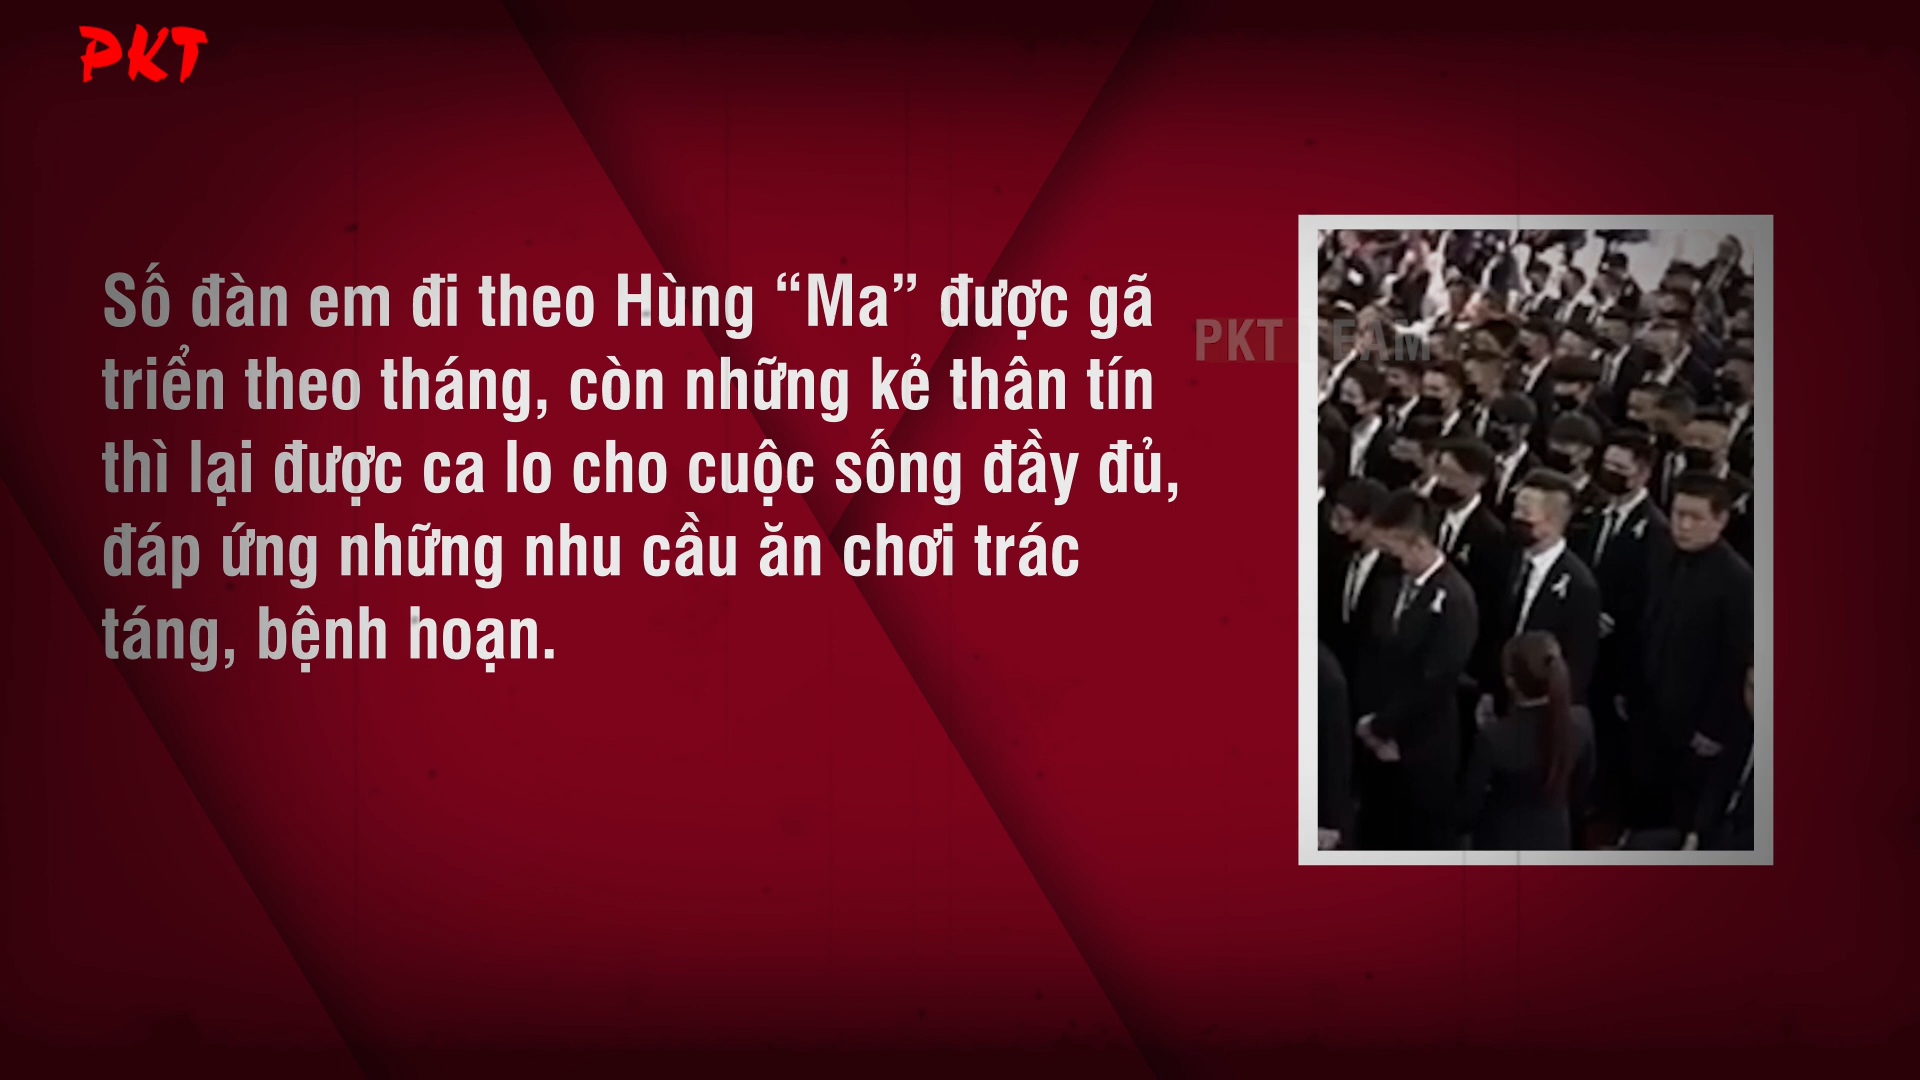 PKT
Số đàn em đi theo Hùng “Ma” được gã
triển theo tháng, còn những kẻ thân tín
thì lại được ca lo cho cuộc sống đầy đủ,
đáp ứng những nhu cầu ăn chơi trác
táng, bệnh hoạn.
PKT TEAM